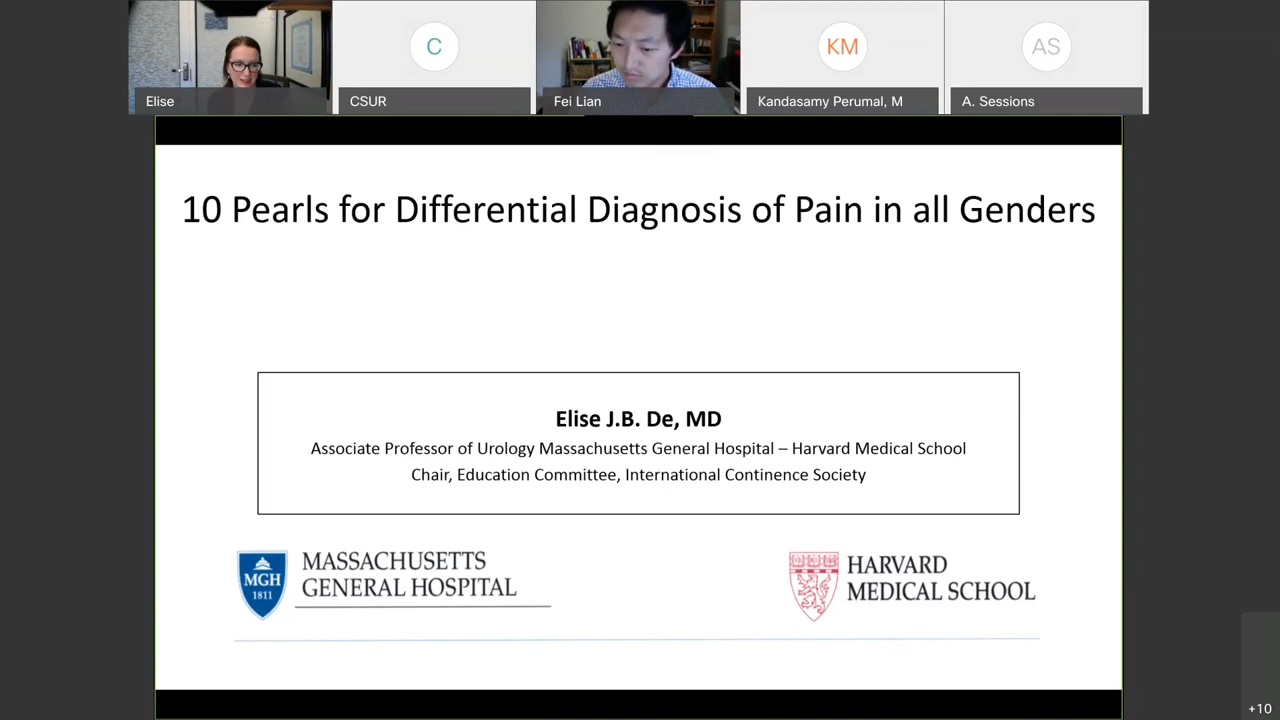 Elise
C
CSUR
Fei Lian
KM
Kandasamy Perumal, M
AS
A. Sessions
10 Pearls for Differential Diagnosis of Pain in all Genders
Elise J.B. De, MD
Associate Professor of Urology Massachusetts General Hospital – Harvard Medical School
Chair, Education Committee, International Continence Society
MGH
1811
MASSACHUSETTS
GENERAL HOSPITAL
HARVARD
MEDICAL SCHOOL
+10